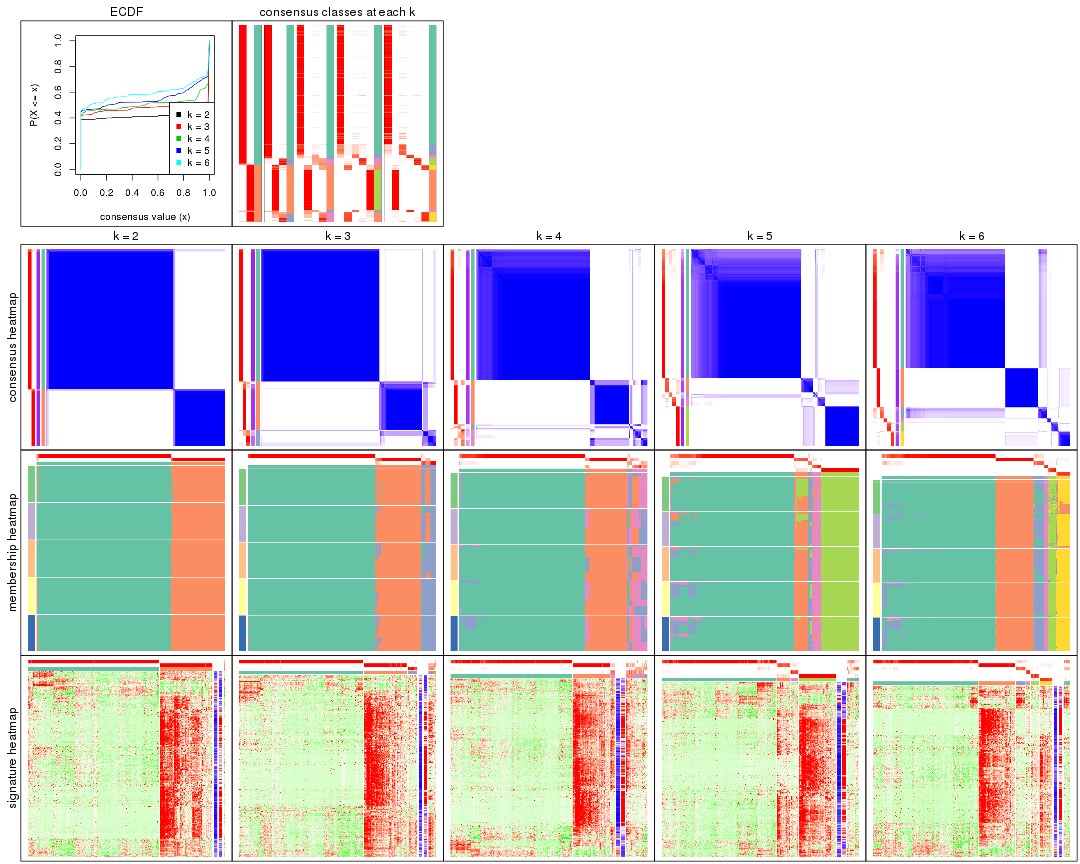 ECDF
consensus classes at each k
P(X <= x)
0.0 0.2 0.4 0.6 0.8 1.0
k = 2
k = 3
k = 4
k = 5
k = 6
0.0 0.2 0.4 0.6 0.8 1.0
consensus value (x)
k = 2
k = 3
k = 4
k = 5
k = 6
consensus heatmap
membership heatmap
signature heatmap